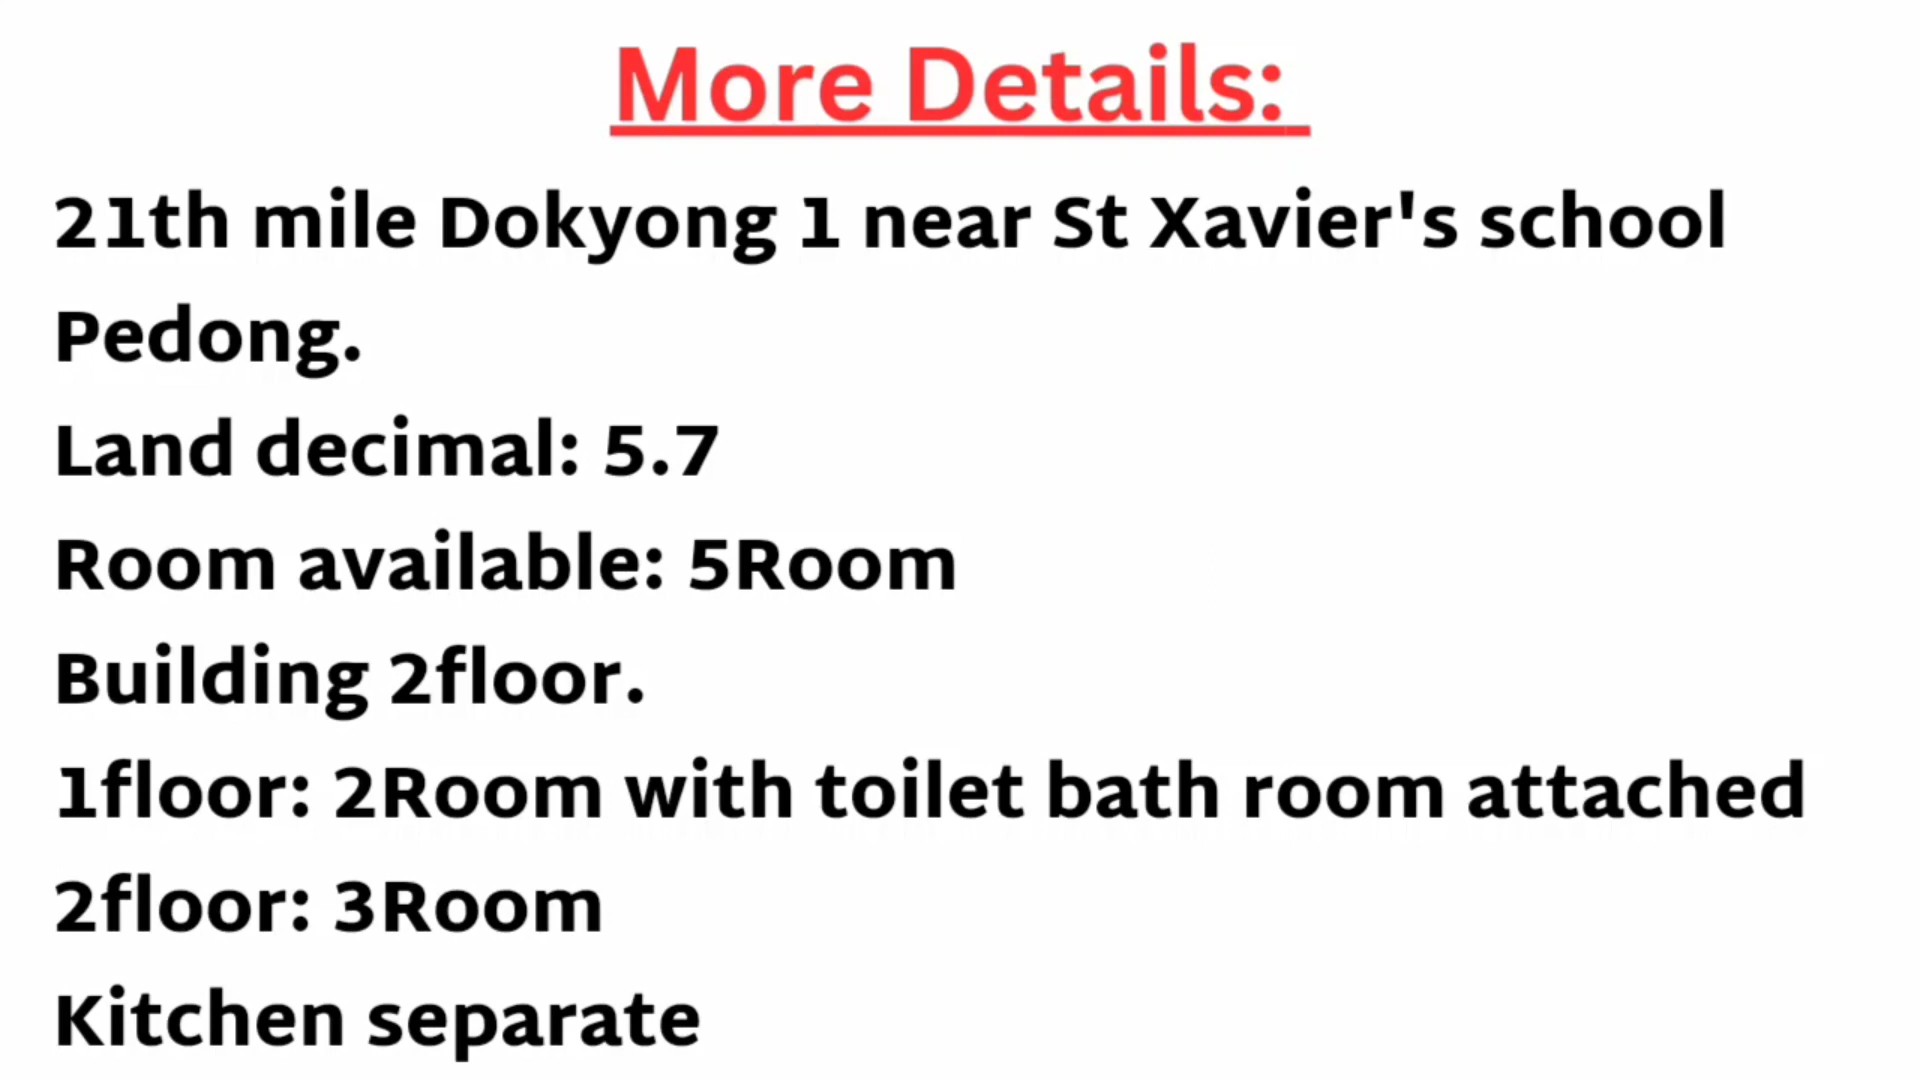 More Details:
21th mile Dokyong 1 near St Xavier's school
Pedong.
Land decimal: 5.7
Room available: 5Room
Building 2floor.
1floor: 2Room with toilet bath room attached
2floor: 3Room
Kitchen separate